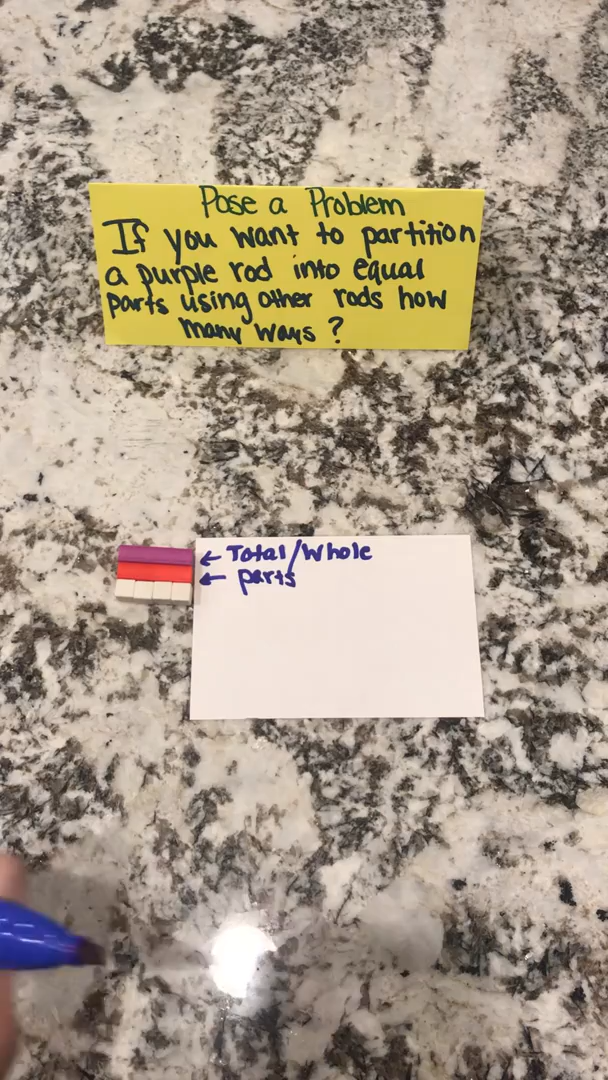 Pose a Problem
If you want to partition
a purple rod into equal
parts using other rods how
many ways ?
← Total/Whole
← parts